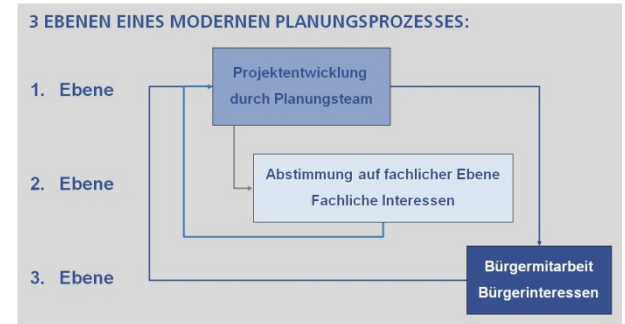 3 EBENEN EINES MODERNEN PLANUNGSPROZESSES:
1. Ebene
Projektentwicklung
durch Planungsteam
2. Ebene
Abstimmung auf fachlicher Ebene
Fachliche Interessen
3. Ebene
Bürgermitarbeit
Bürgerinteressen